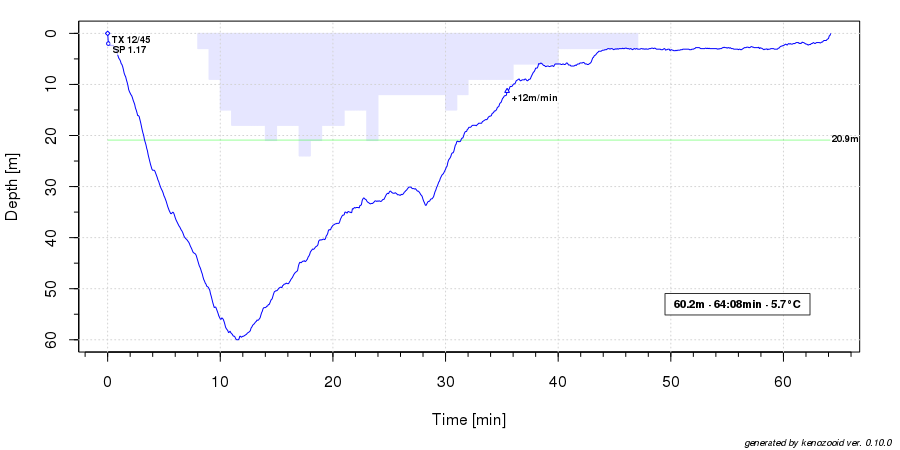 TX 12/45
SP 1.17
+12m/min
20.9m
60.2m - 64:08min - 5.7°C
Depth [m]
0
10
20
30
40
50
60
0 10 20 30 40 50 60
Time [min]
generated by kenozooid ver. 0.10.0